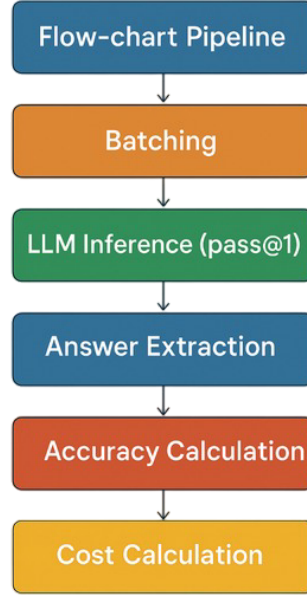 Flow-chart Pipeline
Batching
LLM Inference (pass@1)
Answer Extraction
Accuracy Calculation
Cost Calculation